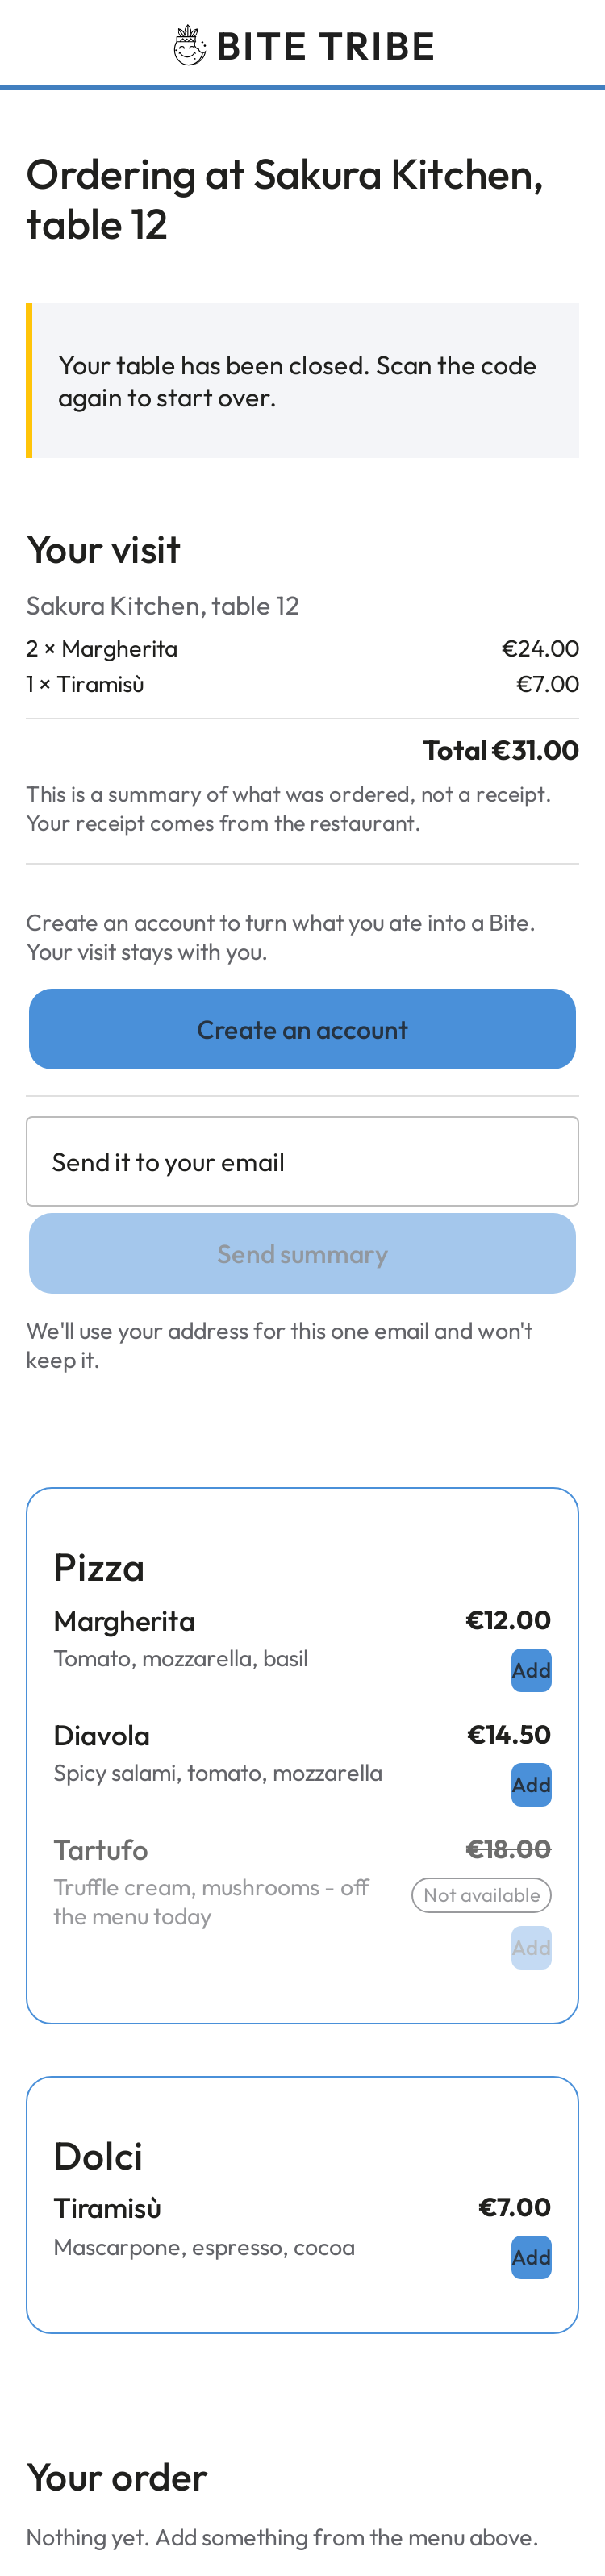 BITE TRIBE
Ordering at Sakura Kitchen,
table 12
Your table has been closed. Scan the code
again to start over.
Your visit
Sakura Kitchen, table 12
2 × Margherita €24.00
1 × Tiramisù €7.00
Total €31.00
This is a summary of what was ordered, not a receipt.
Your receipt comes from the restaurant.
Create an account to turn what you ate into a Bite.
Your visit stays with you.
Create an account
Send it to your email
Send summary
We'll use your address for this one email and won't
keep it.
Pizza
Margherita €12.00
Tomato, mozzarella, basil
Add
Diavola €14.50
Spicy salami, tomato, mozzarella
Add
Tartufo €18.00
Truffle cream, mushrooms - off
the menu today
Not available
Add
Dolci
Tiramisù €7.00
Mascarpone, espresso, cocoa
Add
Your order
Nothing yet. Add something from the menu above.